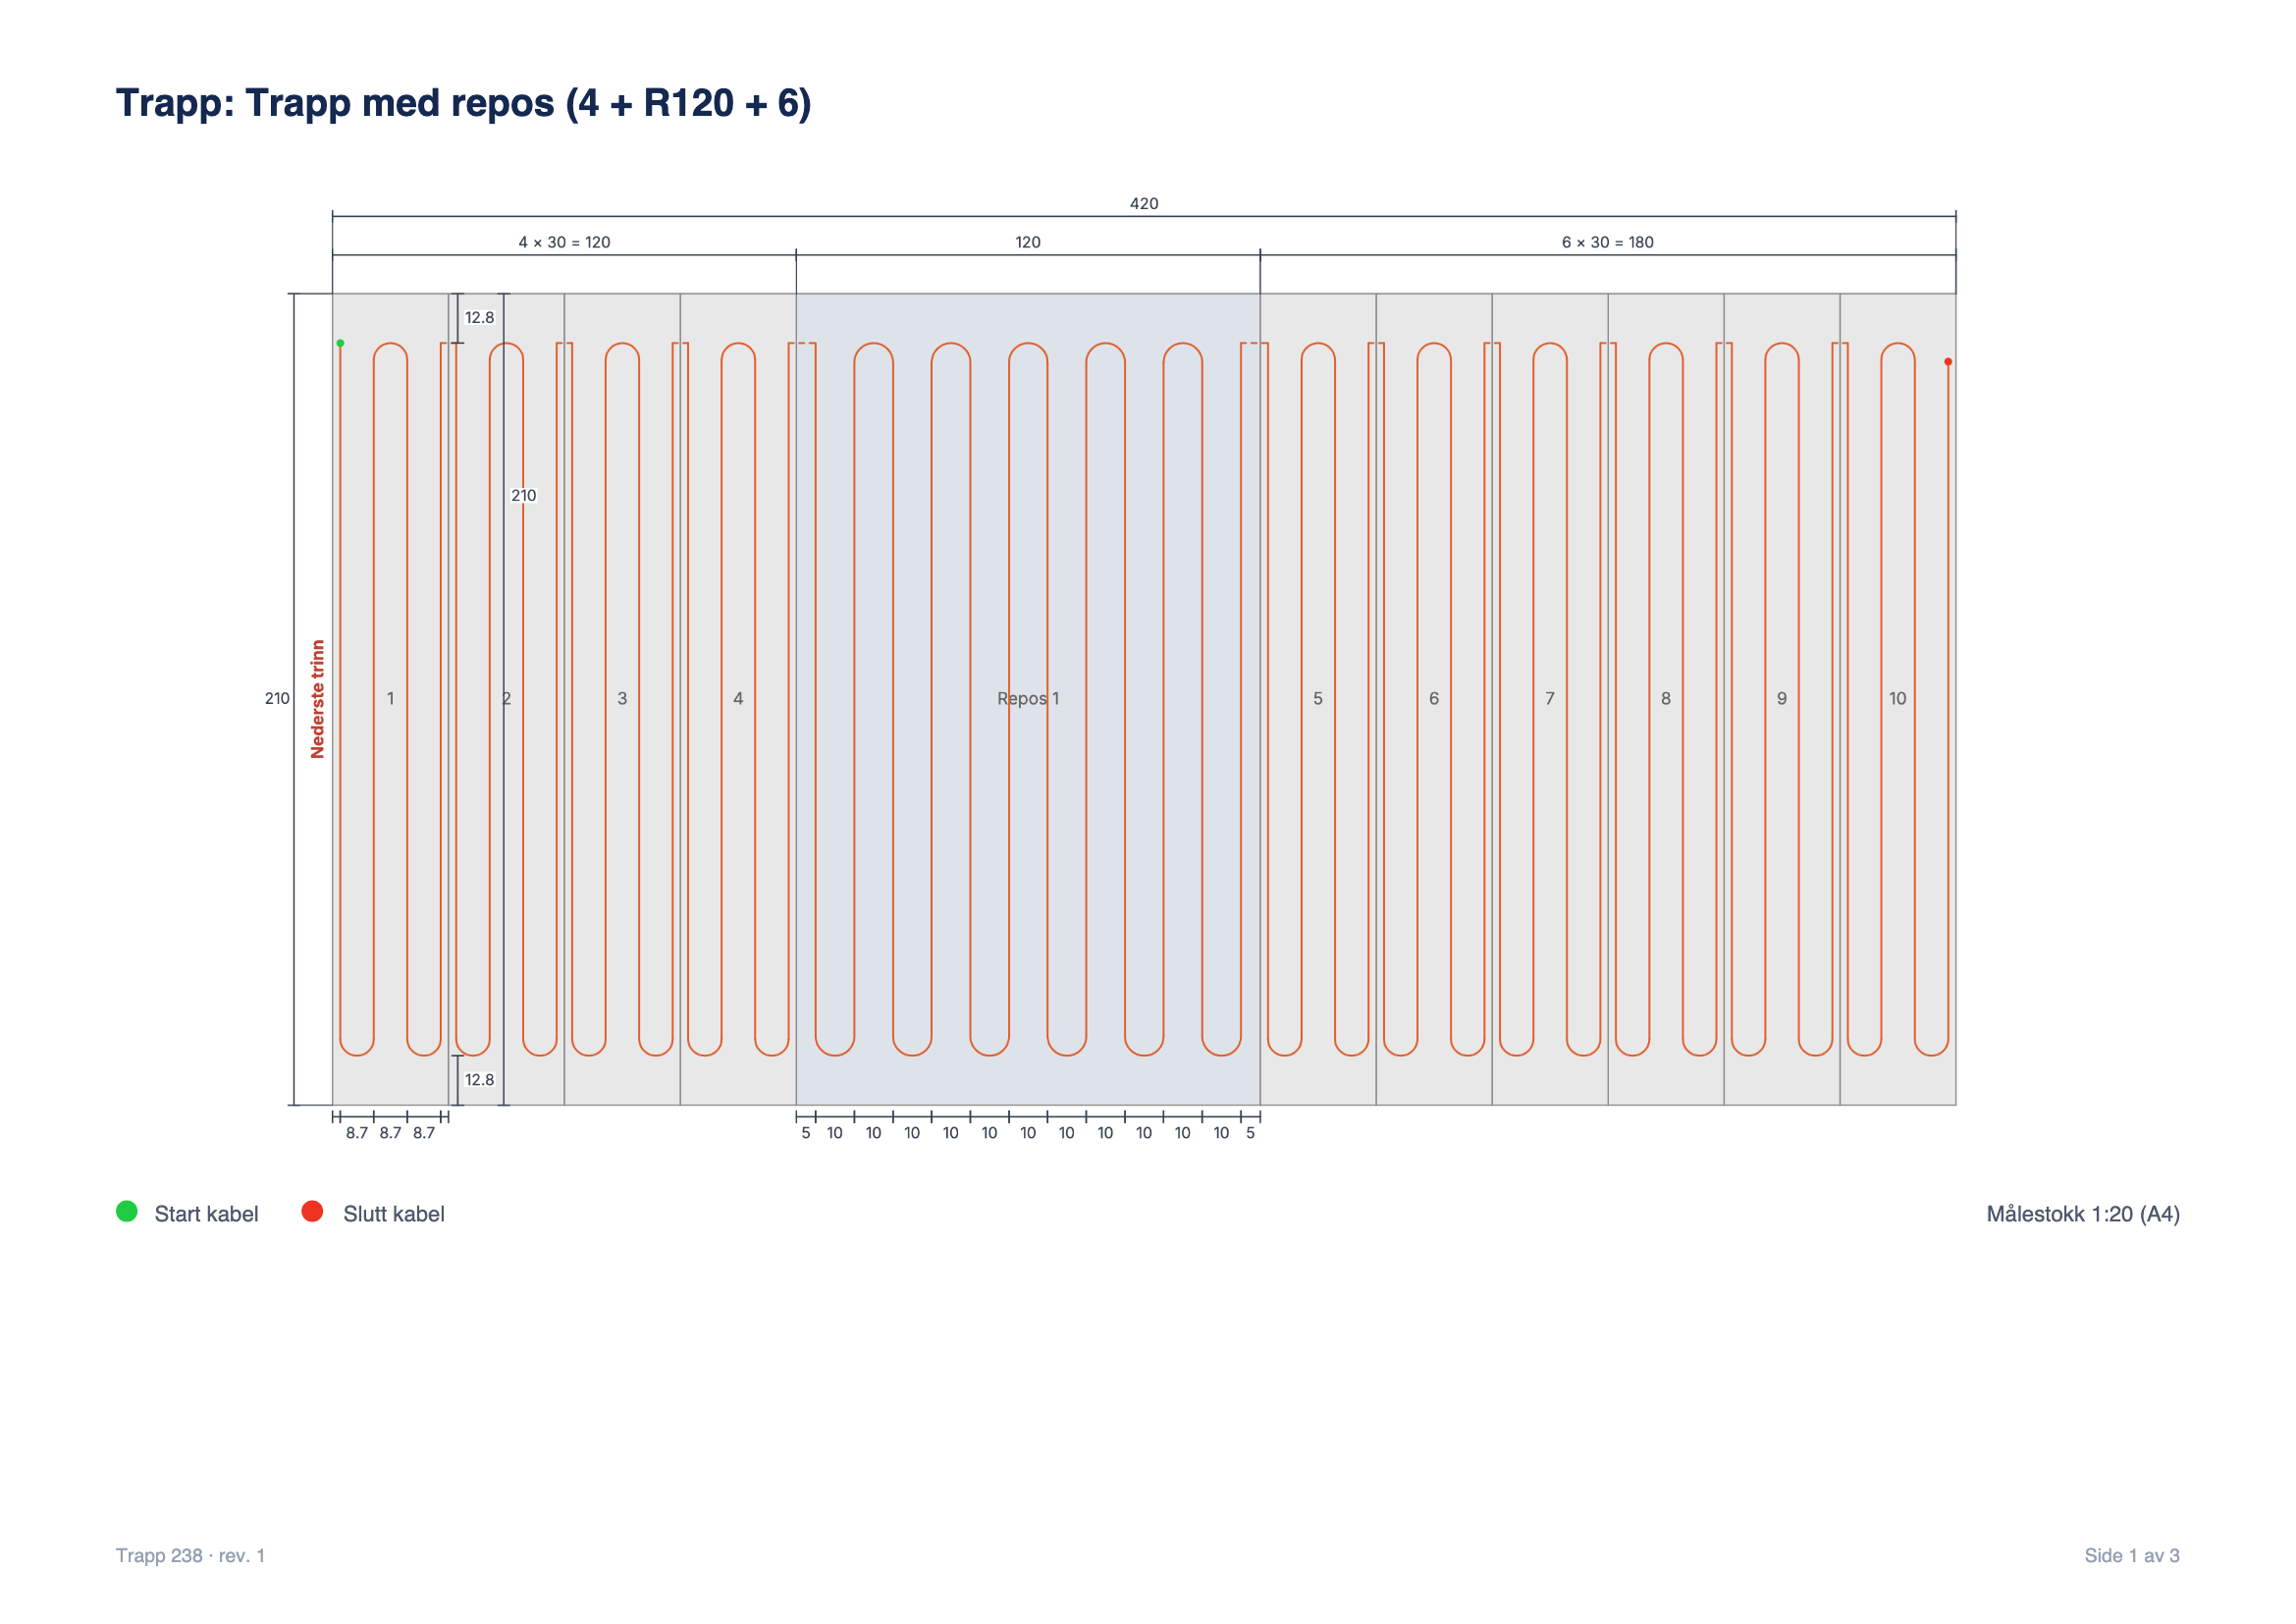 Trapp: Trapp med repos (4 + R120 + 6)
420
4 × 30 = 120
120
6 × 30 = 180
12.8
210
210
Nederste trinn
1
2
3
4
Repos 1
5
6
7
8
9
10
12.8
8.7 8.7 8.7
5 10 10 10 10 10 10 10 10 10 10 10 5
Start kabel
Slutt kabel
Målestokk 1:20 (A4)
Trapp 238 · rev. 1
Side 1 av 3